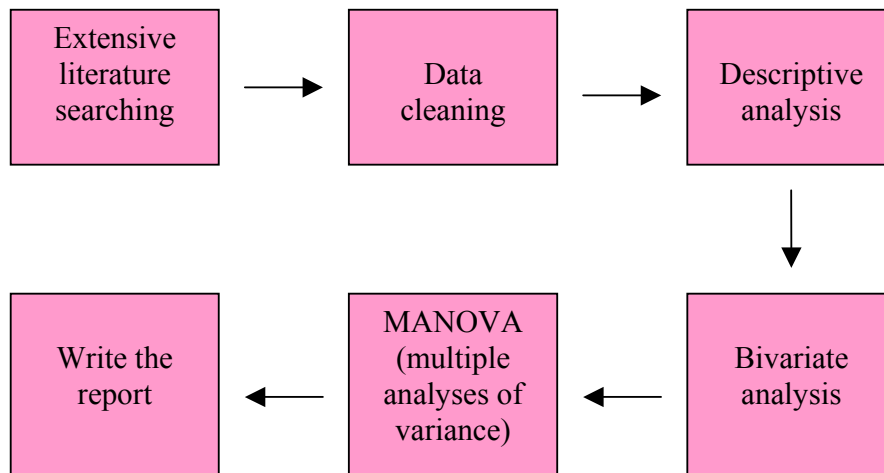 Extensive
literature
searching
Data
cleaning
Descriptive
analysis
Bivariate
analysis
MANOVA
(multiple
analyses of
variance)
Write the
report